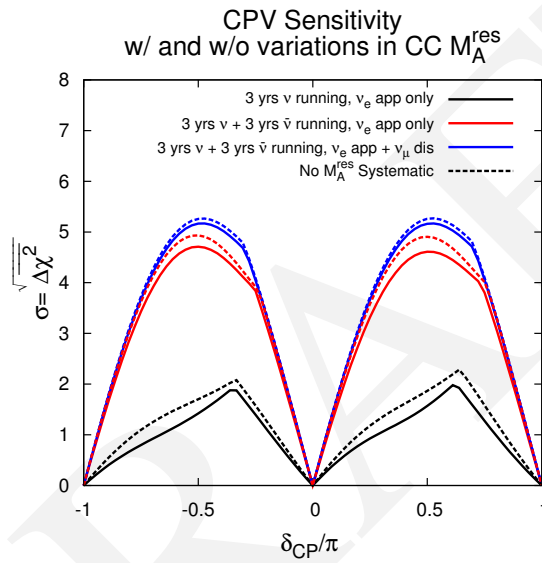 CPV Sensitivity
w/ and w/o variations in CC M_A^res
8
7
6
5
4
3
2
1
0
σ=√Δχ²
3 yrs ν running, ν_e app only
3 yrs ν + 3 yrs ν̄ running, ν_e app only
3 yrs ν + 3 yrs ν̄ running, ν_e app + ν_μ dis
No M_A^res Systematic
-1
-0.5
0
0.5
1
δ_CP/π